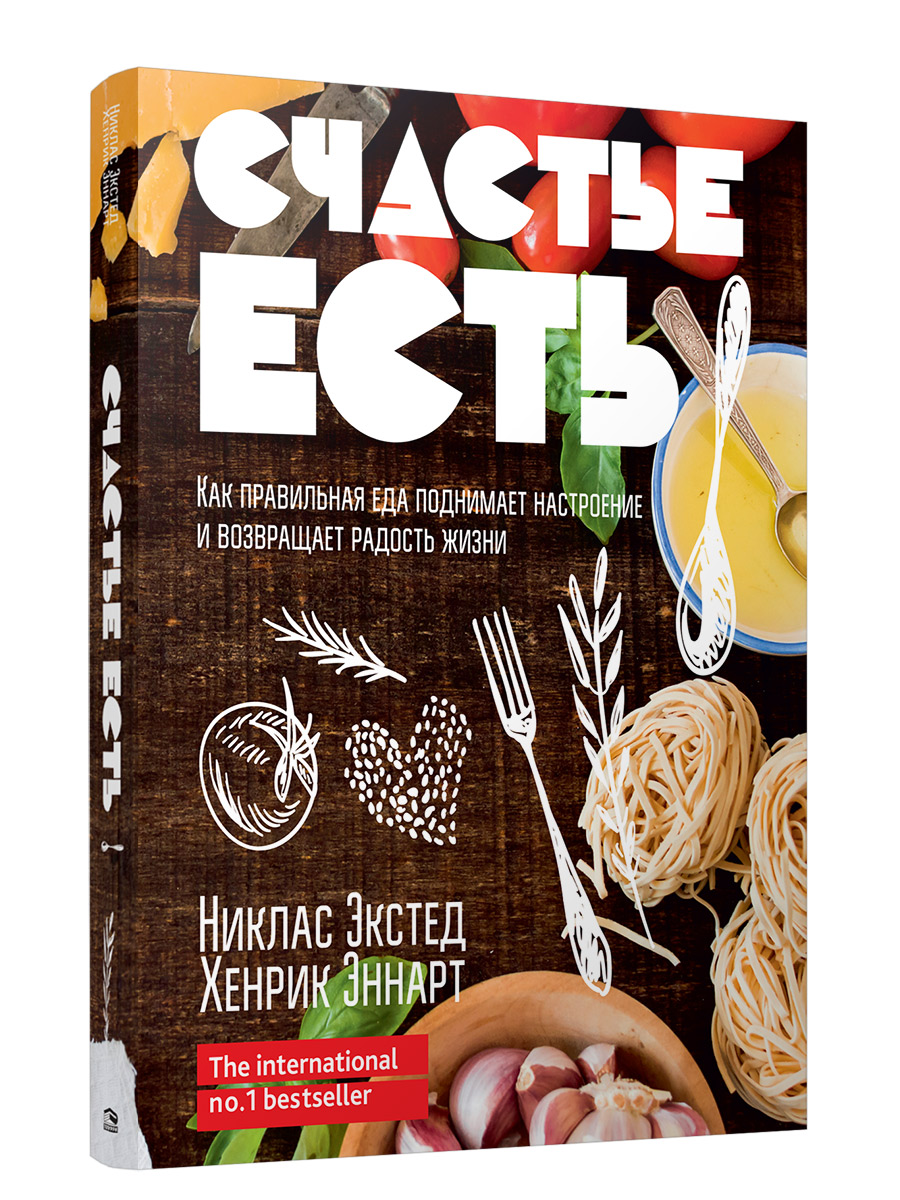 СЧАСТЬЕ
ЕСТЬ
Как правильная еда поднимает настроение
и возвращает радость жизни
Никлас Экстед
Хенрик Эннарт
The international
no.1 bestseller
Никлас Экстед
Хенрик Эннарт
СЧАСТЬЕ ЕСТЬ